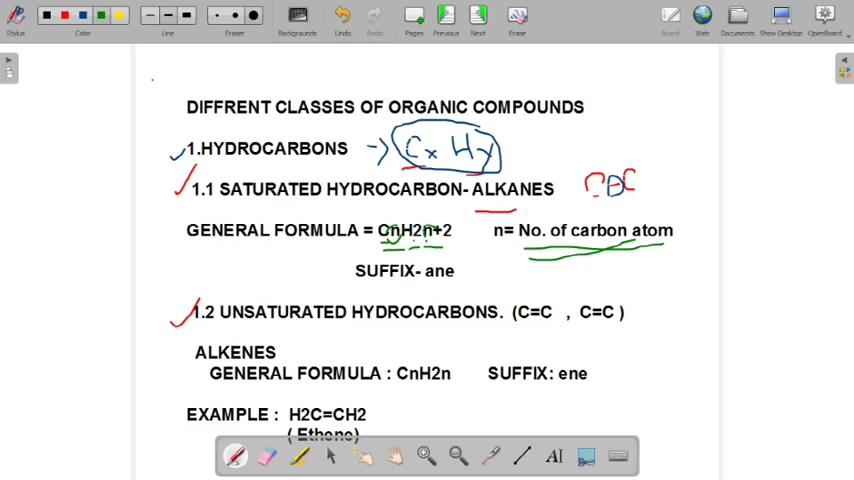 Stylus Color Line Eraser Backgrounds Undo Redo Pages Previous Next Erase Board Web Documents Show Desktop OpenBoard
DIFFRENT CLASSES OF ORGANIC COMPOUNDS
1.HYDROCARBONS → Cx Hy
1.1 SATURATED HYDROCARBON- ALKANES C-C
GENERAL FORMULA = CnH2n+2 n= No. of carbon atom
SUFFIX- ane
1.2 UNSATURATED HYDROCARBONS. (C=C , C=C )
ALKENES
GENERAL FORMULA : CnH2n SUFFIX: ene
EXAMPLE : H2C=CH2
( Ethene)